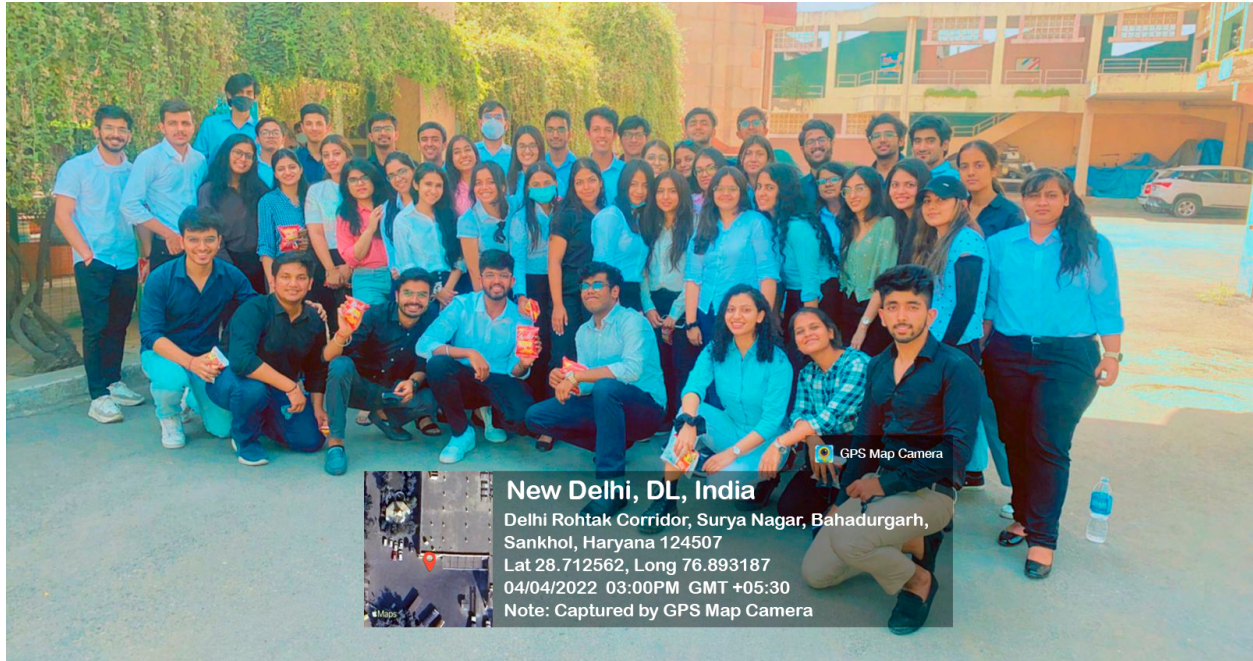 GPS Map Camera
New Delhi, DL, India
Delhi Rohtak Corridor, Surya Nagar, Bahadurgarh,
Sankhol, Haryana 124507
Lat 28.712562, Long 76.893187
04/04/2022 03:00PM GMT +05:30
Note: Captured by GPS Map Camera
Maps